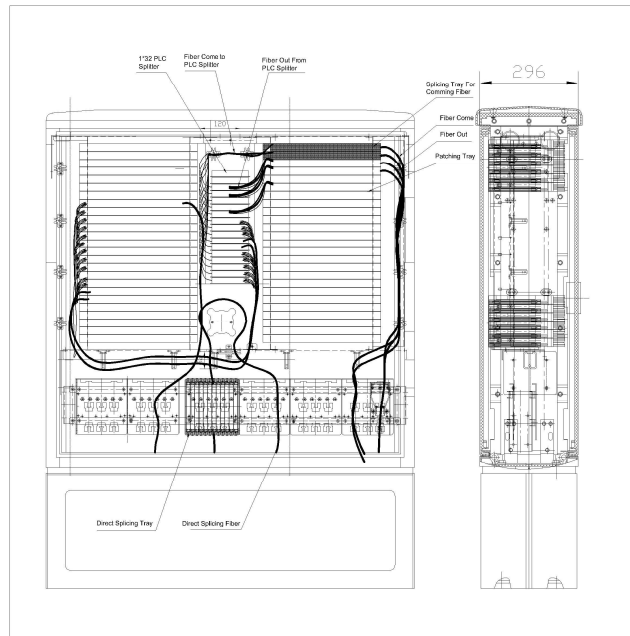 1*32 PLC
Splitter
Fiber Come to
PLC Splitter
Fiber Out From
PLC Splitter
120
Splicing Tray For
Comming Fiber
Fiber Come
Fiber Out
Patching Tray
296
Direct Splicing Tray
Direct Splicing Fiber